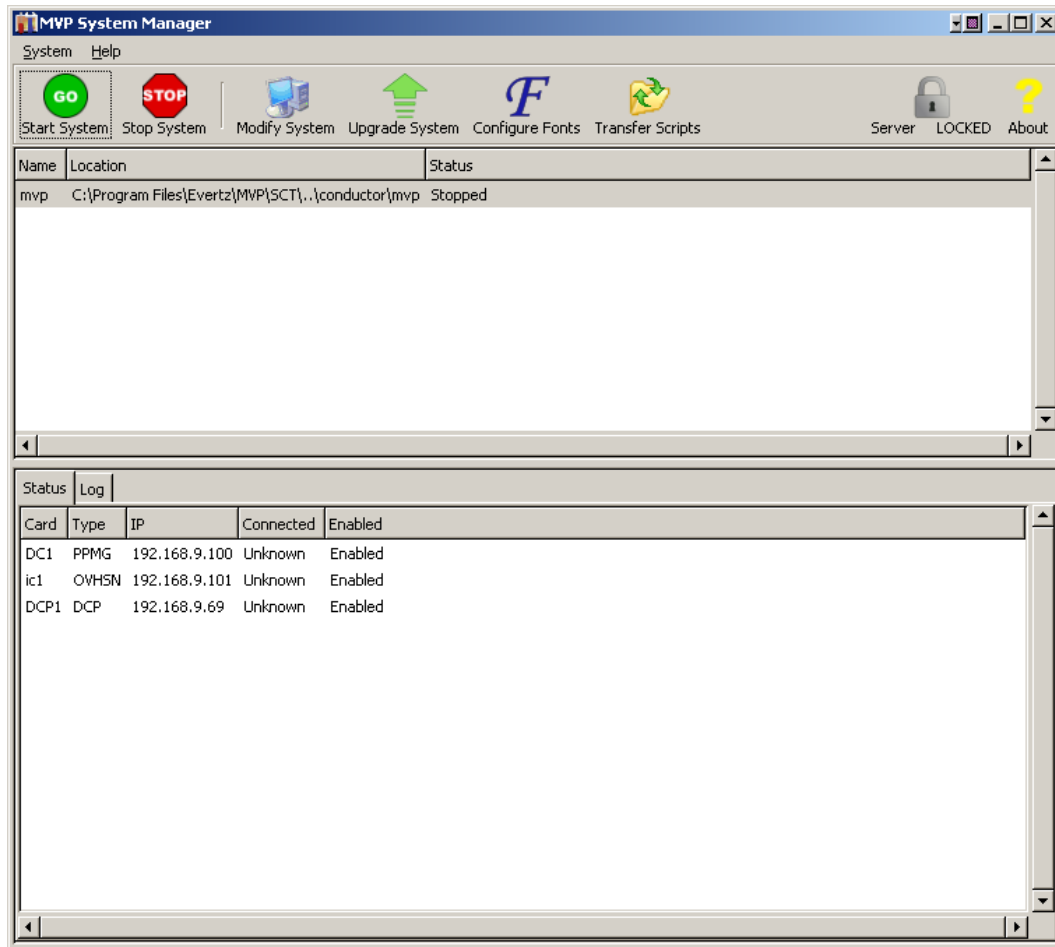 MVP System Manager
System Help
GO STOP F ?
Start System Stop System Modify System Upgrade System Configure Fonts Transfer Scripts Server LOCKED About
Name Location Status
mvp C:\Program Files\Evertz\MVP\SCT\..\conductor\mvp Stopped
Status Log
Card Type IP Connected Enabled
DC1 PPMG 192.168.9.100 Unknown Enabled
ic1 OVHSN 192.168.9.101 Unknown Enabled
DCP1 DCP 192.168.9.69 Unknown Enabled